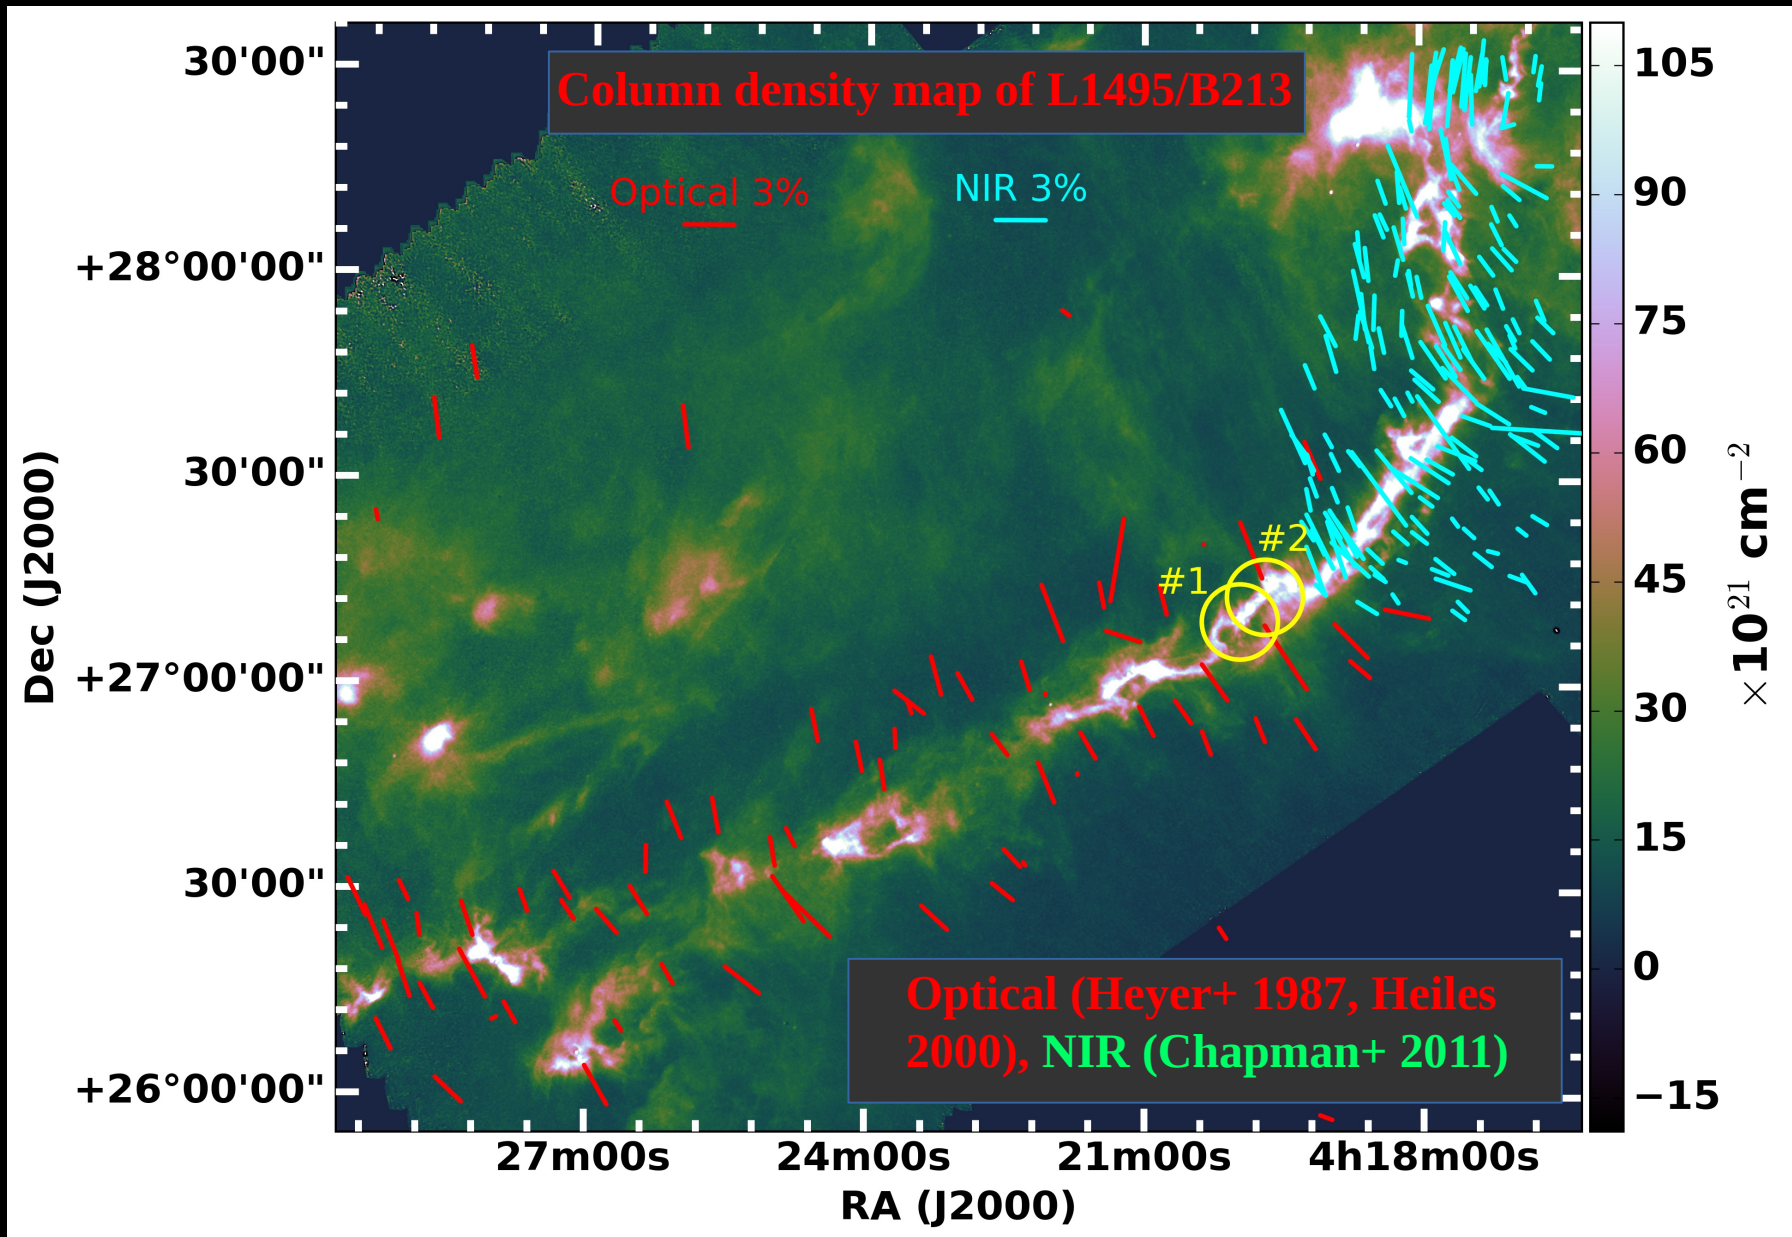 Column density map of L1495/B213
Optical 3%
NIR 3%
#2
#1
Optical (Heyer+ 1987, Heiles
2000), NIR (Chapman+ 2011)
30'00"
+28°00'00"
30'00"
+27°00'00"
30'00"
+26°00'00"
Dec (J2000)
27m00s
24m00s
21m00s
4h18m00s
RA (J2000)
105
90
75
60
45
30
15
0
−15
×10²¹ cm⁻²